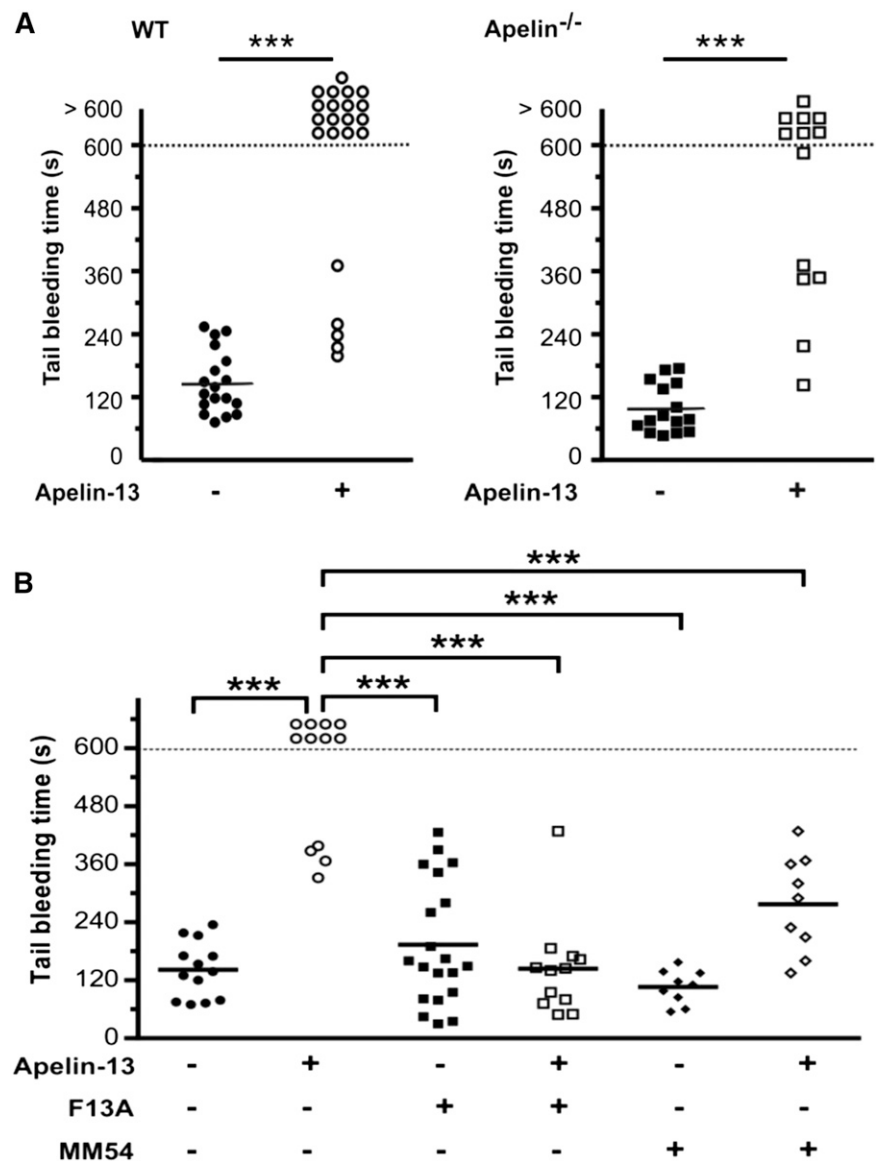 A
WT
Apelin-/-
***
***
Tail bleeding time (s)
> 600
600
480
360
240
120
0
Tail bleeding time (s)
> 600
600
480
360
240
120
0
Apelin-13 - +
Apelin-13 - +
B
***
***
***
*** ***
Tail bleeding time (s)
600
480
360
240
120
0
Apelin-13 - + - + - +
F13A - - + + - -
MM54 - - - - + +